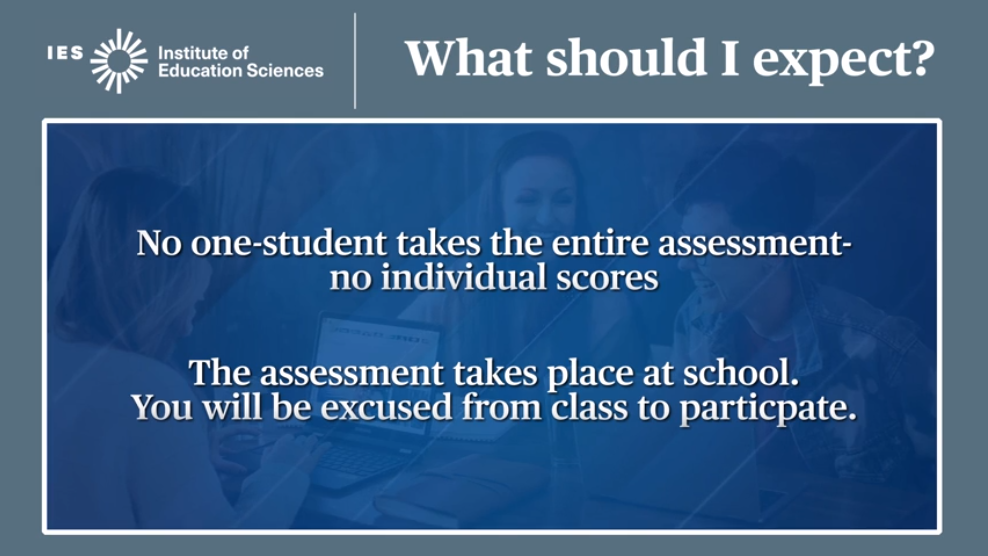 IES
Institute of
Education Sciences
What should I expect?
No one-student takes the entire assessment-
no individual scores
The assessment takes place at school.
You will be excused from class to particpate.